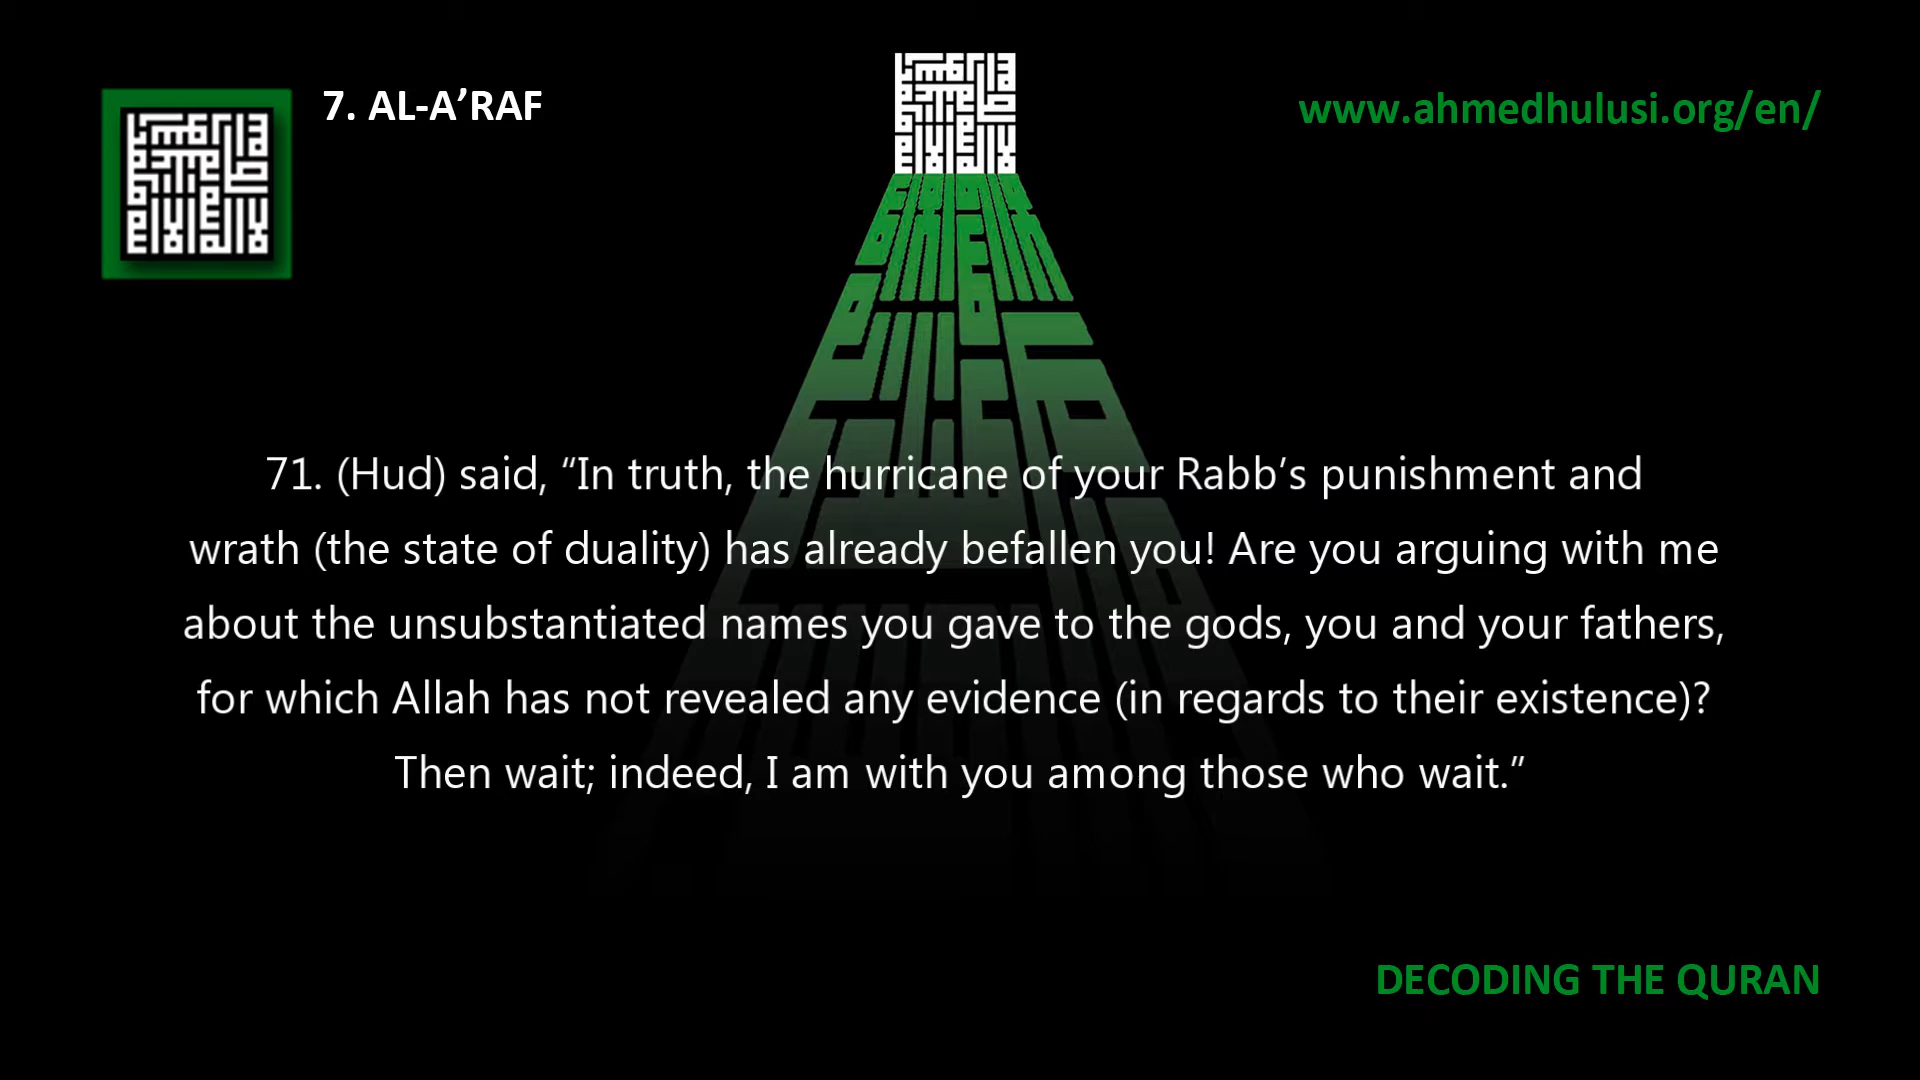 7. AL-A’RAF
www.ahmedhulusi.org/en/
71. (Hud) said, “In truth, the hurricane of your Rabb’s punishment and
wrath (the state of duality) has already befallen you! Are you arguing with me
about the unsubstantiated names you gave to the gods, you and your fathers,
for which Allah has not revealed any evidence (in regards to their existence)?
Then wait; indeed, I am with you among those who wait.”
DECODING THE QURAN